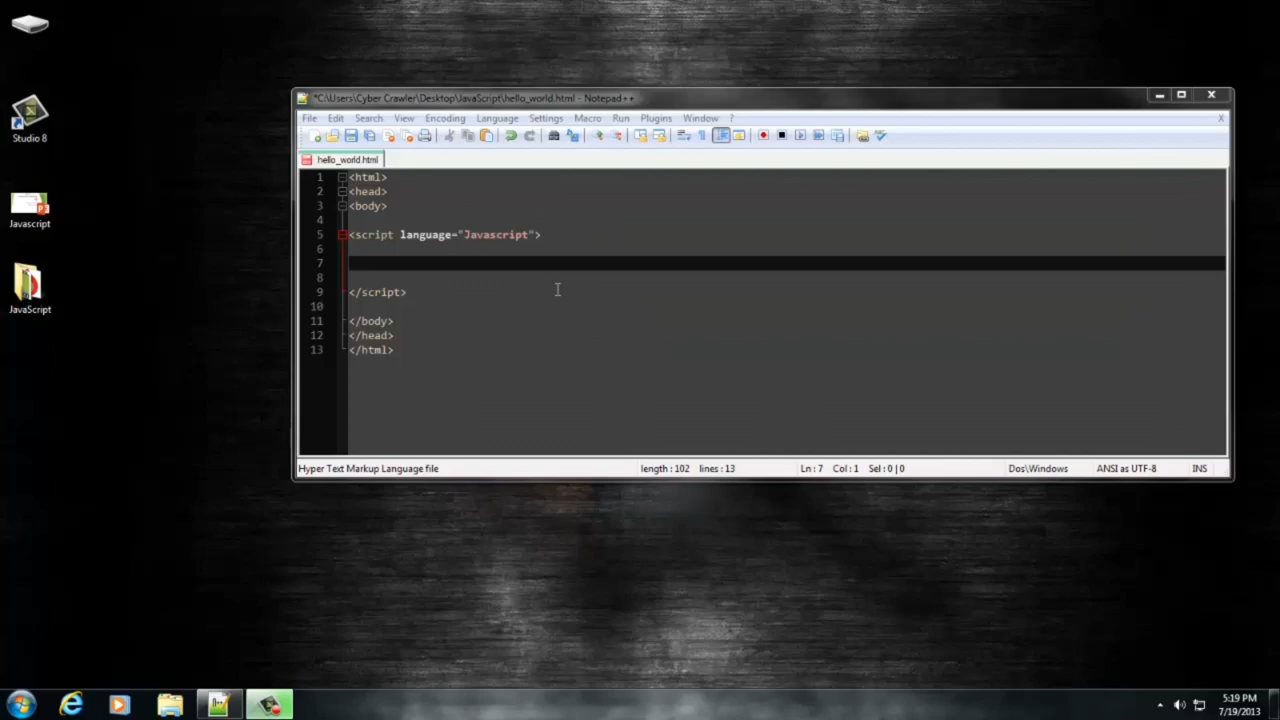 Studio 8
Javascript
JavaScript
*C:\Users\Cyber Crawler\Desktop\JavaScript\hello_world.html - Notepad++
File Edit Search View Encoding Language Settings Macro Run Plugins Window ? X
hello_world.html
1 <html>
2 <head>
3 <body>
4
5 <script language="Javascript">
6
7
8
9 </script>
10
11 </body>
12 </head>
13 </html>
Hyper Text Markup Language file length : 102 lines : 13 Ln : 7 Col : 1 Sel : 0 | 0 Dos\Windows ANSI as UTF-8 INS
5:19 PM
7/19/2013